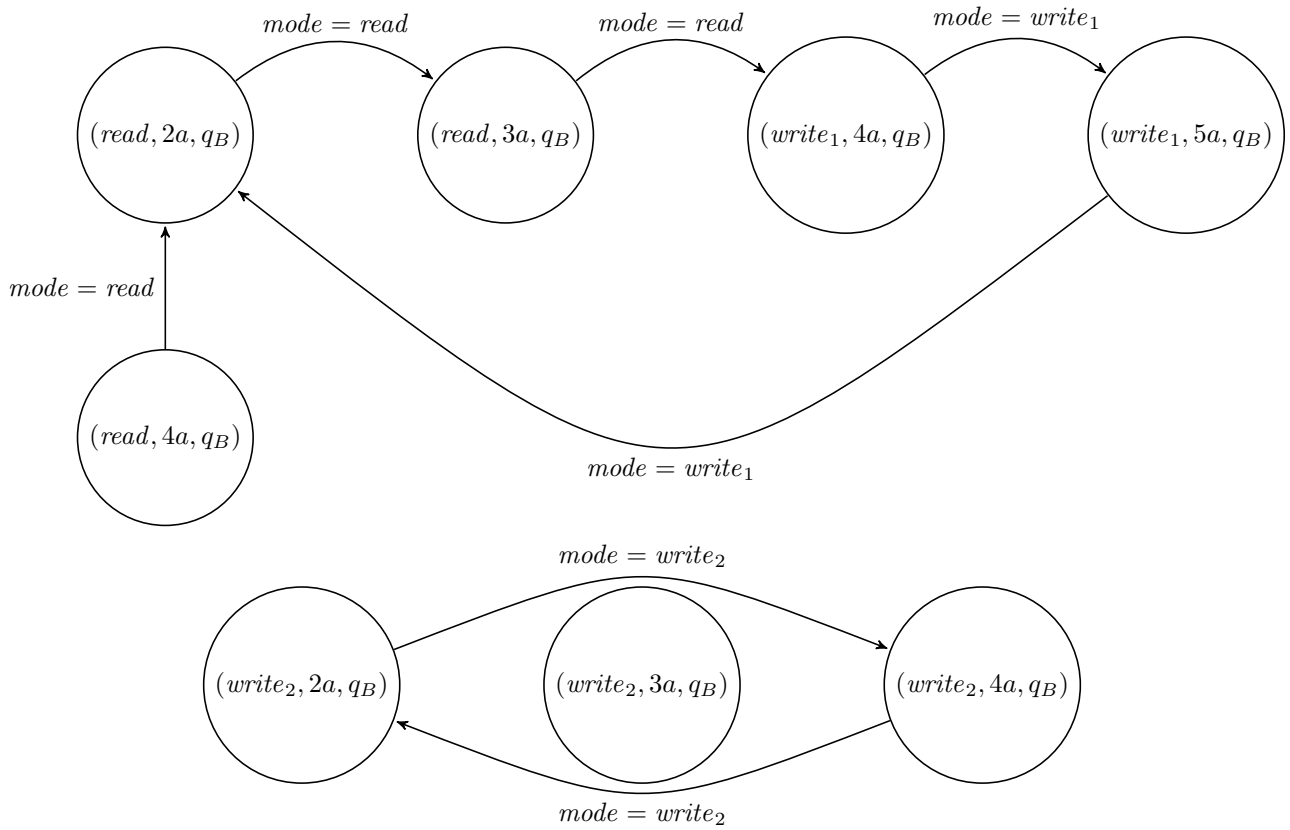 mode = read
mode = read
mode = write₁
(read, 2a, q_B)
(read, 3a, q_B)
(write₁, 4a, q_B)
(write₁, 5a, q_B)
mode = read
(read, 4a, q_B)
mode = write₁
mode = write₂
(write₂, 2a, q_B)
(write₂, 3a, q_B)
(write₂, 4a, q_B)
mode = write₂